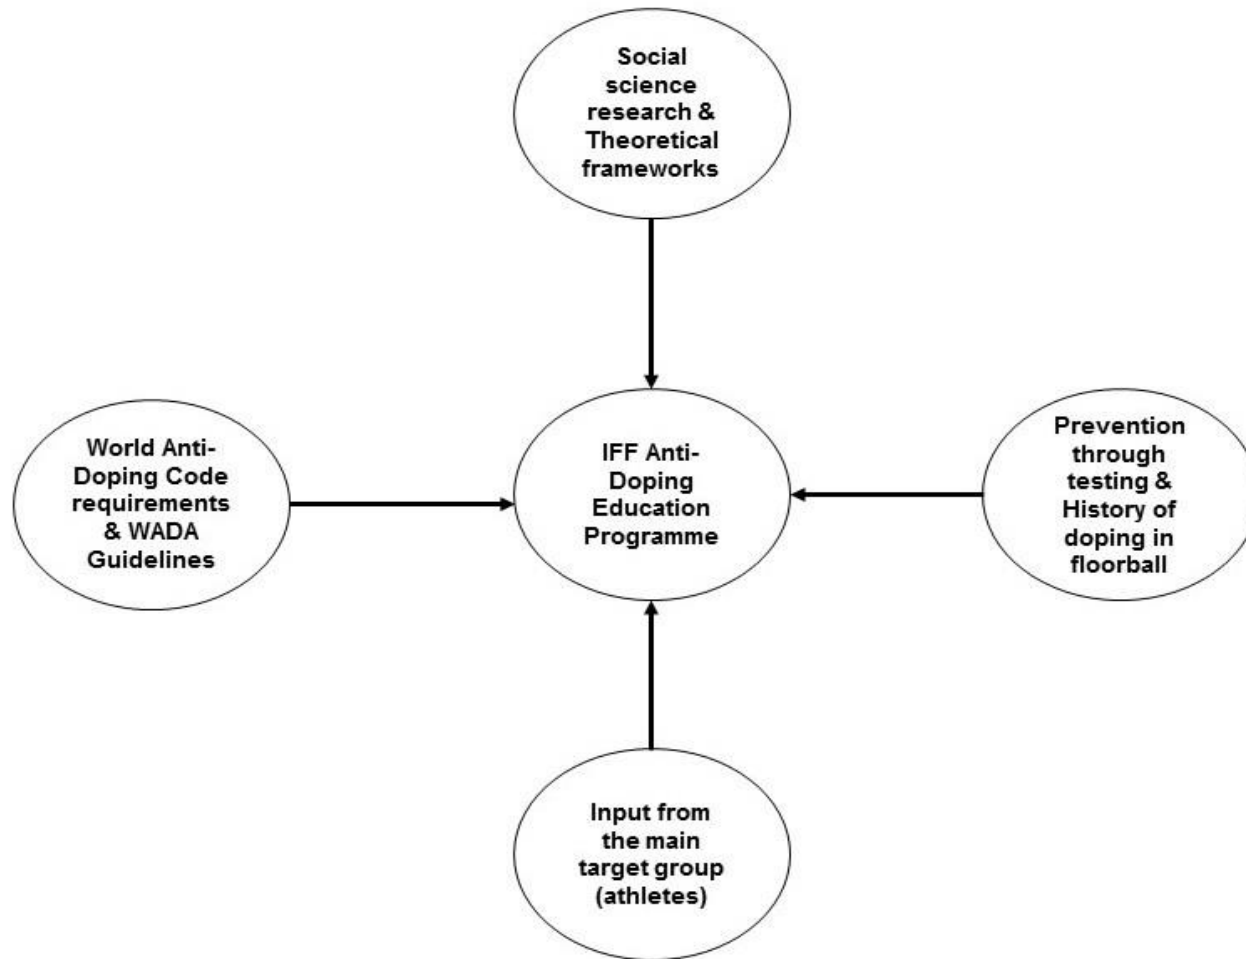 Social
science
research &
Theoretical
frameworks
World Anti-
Doping Code
requirements
& WADA
Guidelines
IFF Anti-
Doping
Education
Programme
Prevention
through
testing &
History of
doping in
floorball
Input from
the main
target group
(athletes)